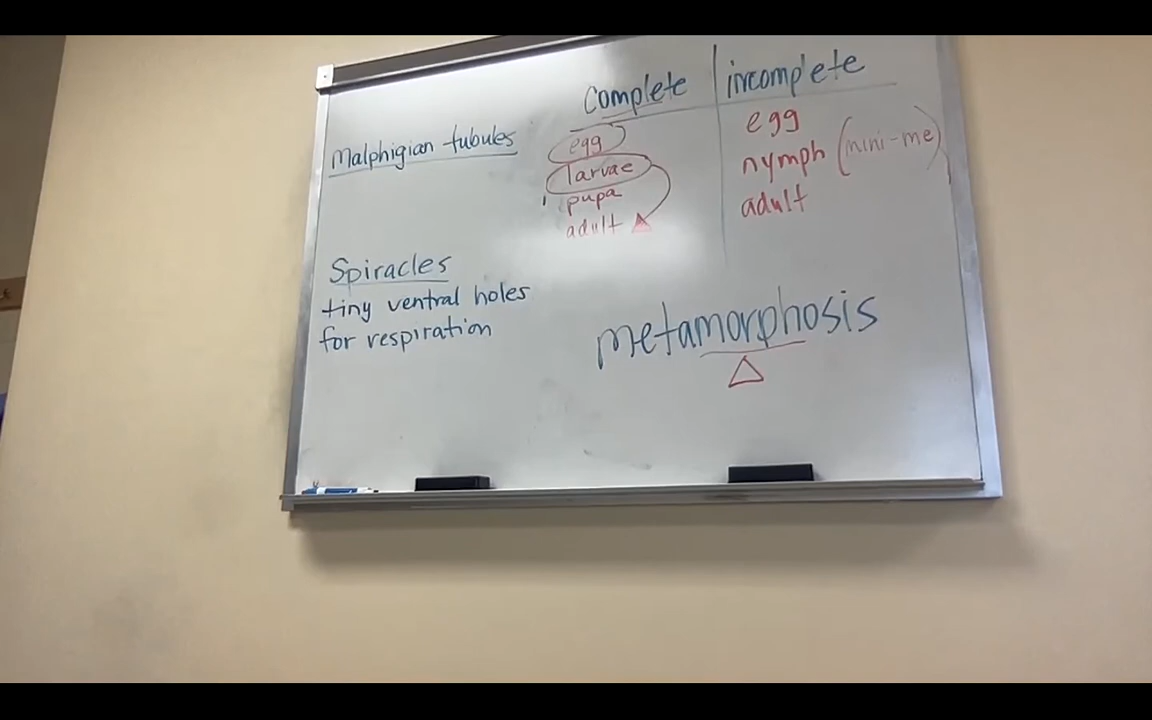 Malphigian tubules
Spiracles
tiny ventral holes
for respiration
Complete
egg
larvae
pupa
adult Δ
incomplete
egg
nymph (mini-me)
adult
metamorphosis
Δ